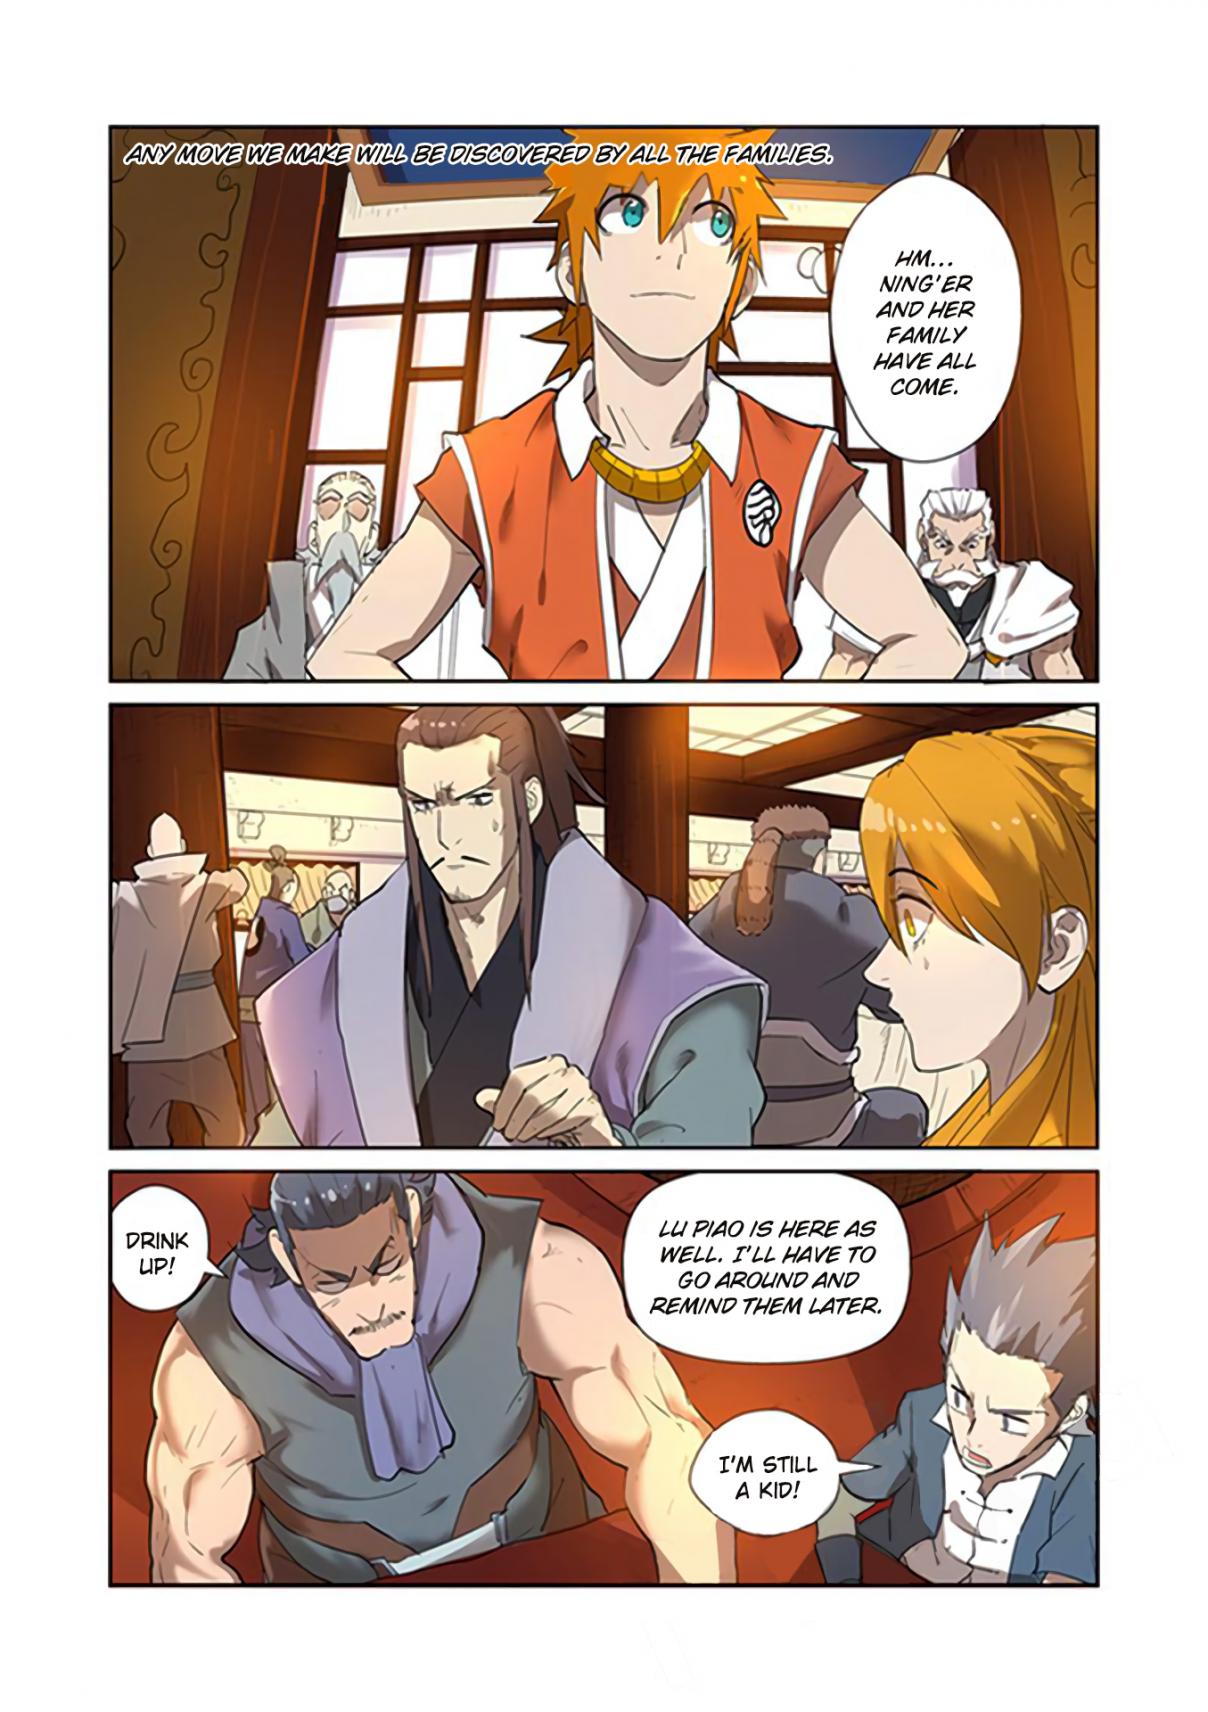 ANY MOVE WE MAKE WILL BE DISCOVERED BY ALL THE FAMILIES.
HM...
NING'ER
AND HER
FAMILY
HAVE ALL
COME.
DRINK
UP!
LU PIAO IS HERE AS
WELL. I'LL HAVE TO
GO AROUND AND
REMIND THEM LATER.
I'M STILL
A KID!